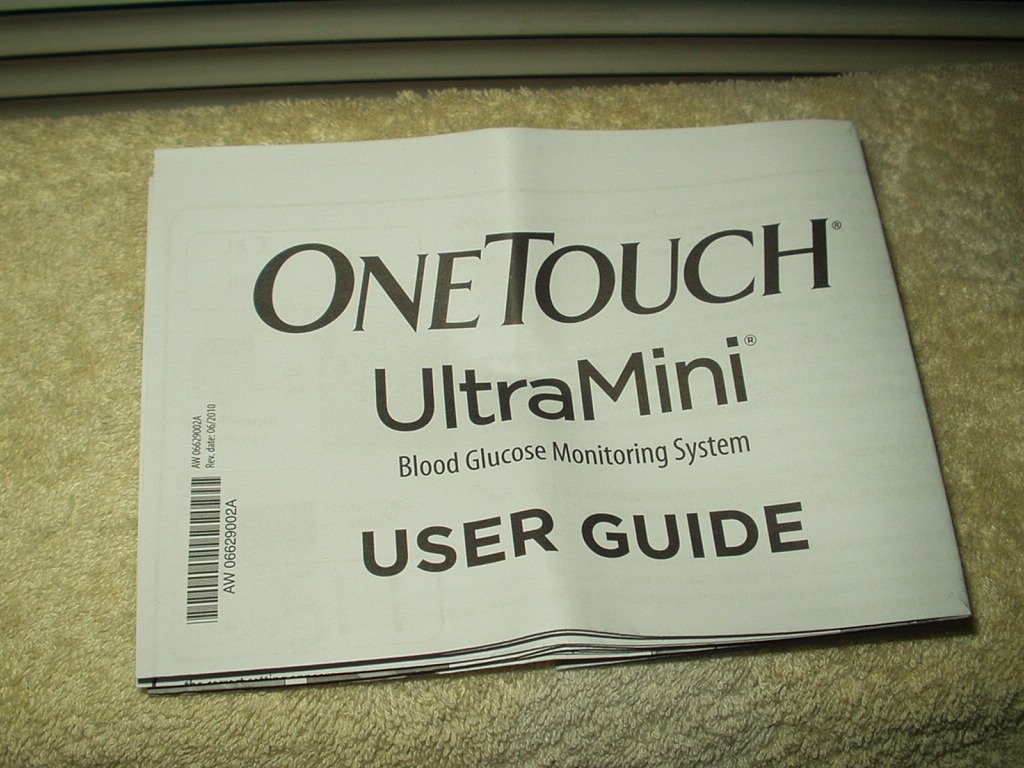 ONETOUCH®
UltraMini®
Blood Glucose Monitoring System
USER GUIDE
AW 06629002A
Rev. date: 06/2010
AW 06629002A